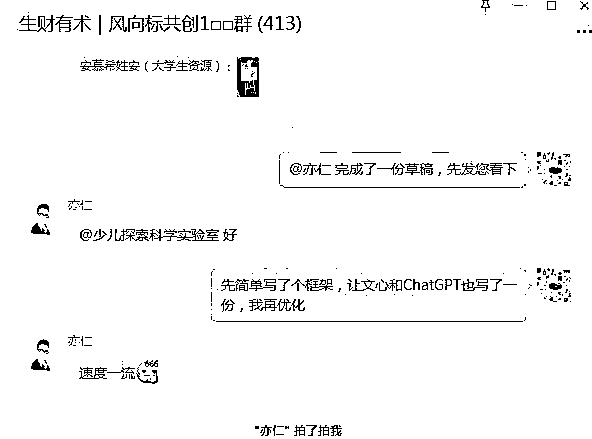 生财有术 | 风向标共创1□□群 (413)
安慕希姓安（大学生资源）：
@亦仁 完成了一份草稿，先发您看下
亦仁
@少儿探索科学实验室 好
先简单写了个框架，让文心和ChatGPT也写了一
份，我再优化
亦仁
速度一流
666
"亦仁" 拍了拍我